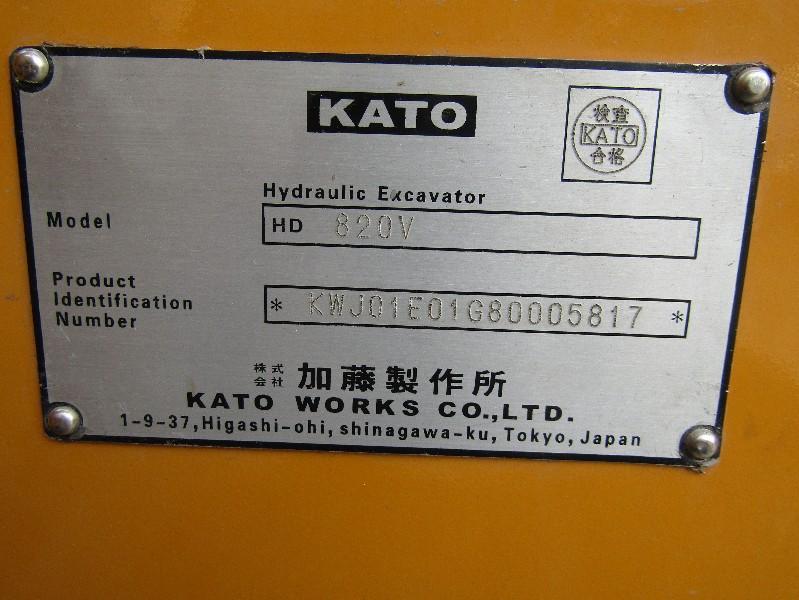 KATO
検査
KATO
合格
Hydraulic Excavator
Model
HD 820V
Product
Identification
Number
* KWJ01E01G80005817 *
株式
会社 加藤製作所
KATO WORKS CO.,LTD.
1-9-37,Higashi-ohi,shinagawa-ku,Tokyo,Japan